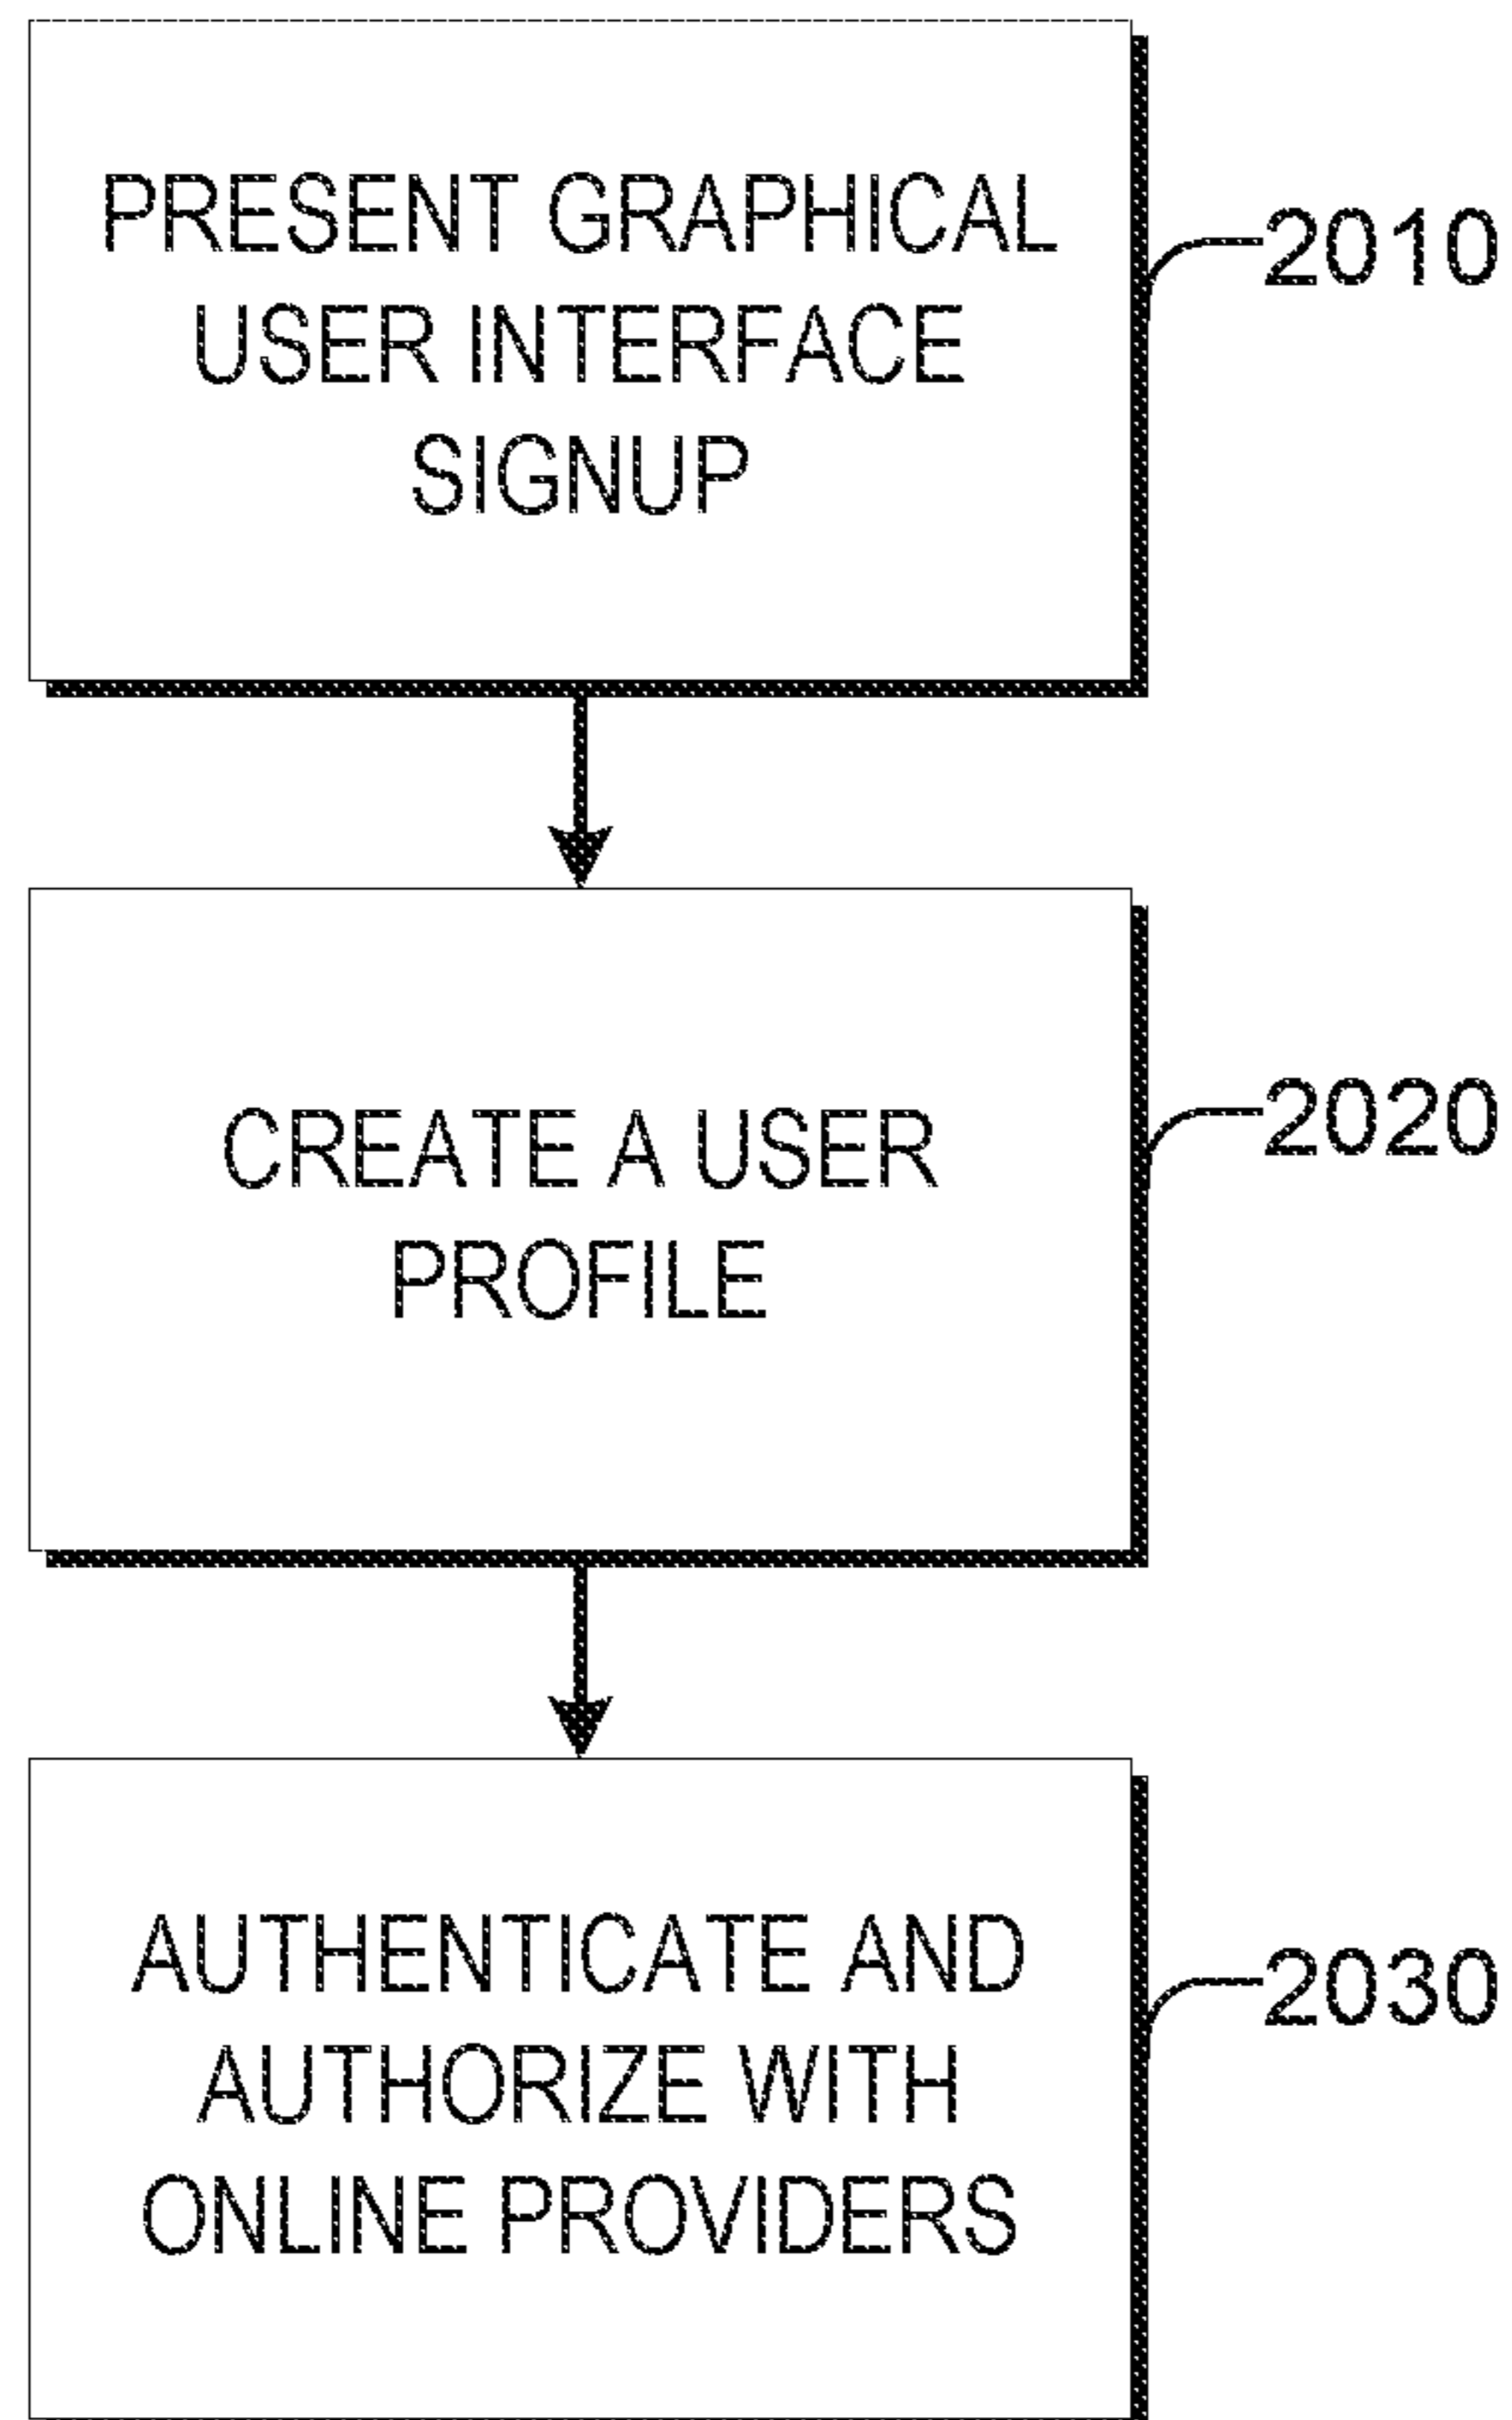 PRESENT GRAPHICAL
USER INTERFACE
SIGNUP
2010
CREATE A USER
PROFILE
2020
AUTHENTICATE AND
AUTHORIZE WITH
ONLINE PROVIDERS
2030